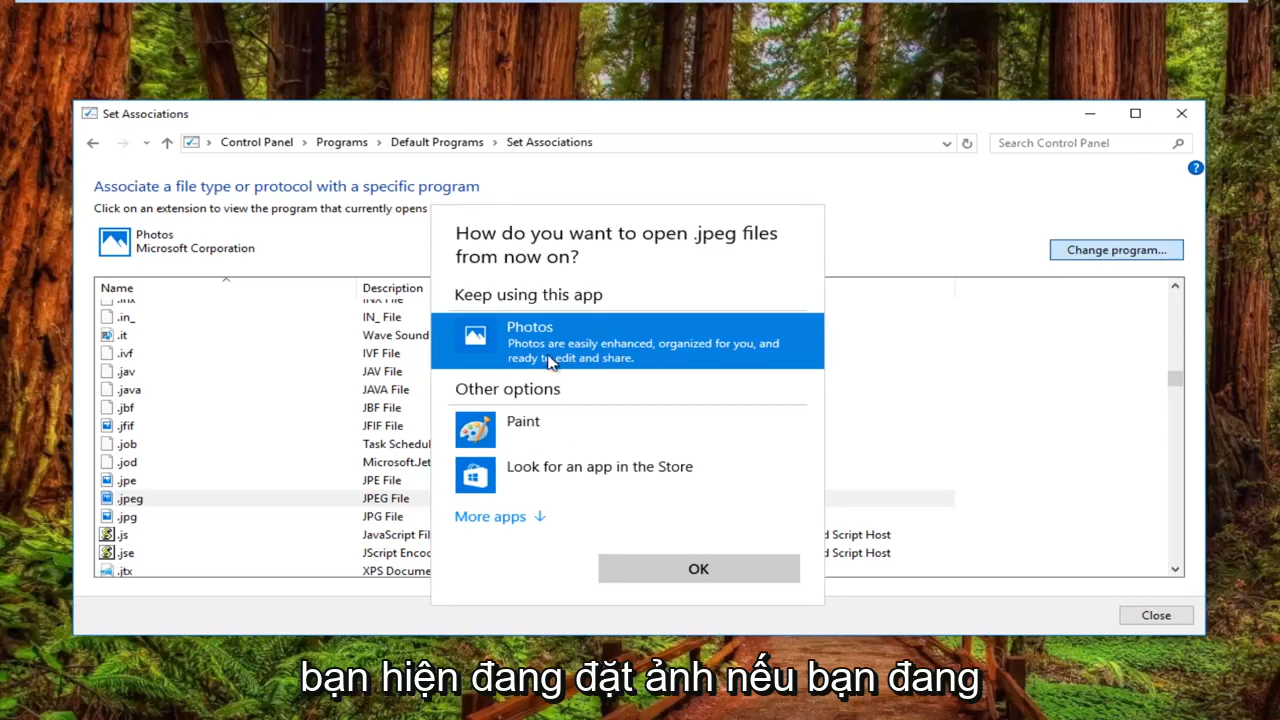 Set Associations
Control Panel > Programs > Default Programs > Set Associations
Search Control Panel
Associate a file type or protocol with a specific program
Click on an extension to view the program that currently opens
Photos
Microsoft Corporation
Change program...
Name Description
.inx INX File
.in_ IN_ File
.it Wave Sound
.ivf IVF File
.jav JAV File
.java JAVA File
.jbf JBF File
.jfif JFIF File
.job Task Schedul
.jod Microsoft.Jet
.jpe JPE File
.jpeg JPEG File
.jpg JPG File
.js JavaScript Fil d Script Host
.jse JScript Encoc d Script Host
.jtx XPS Docume
How do you want to open .jpeg files
from now on?
Keep using this app
Photos
Photos are easily enhanced, organized for you, and
ready to edit and share.
Other options
Paint
Look for an app in the Store
More apps
OK
Close
bạn hiện đang đặt ảnh nếu bạn đang